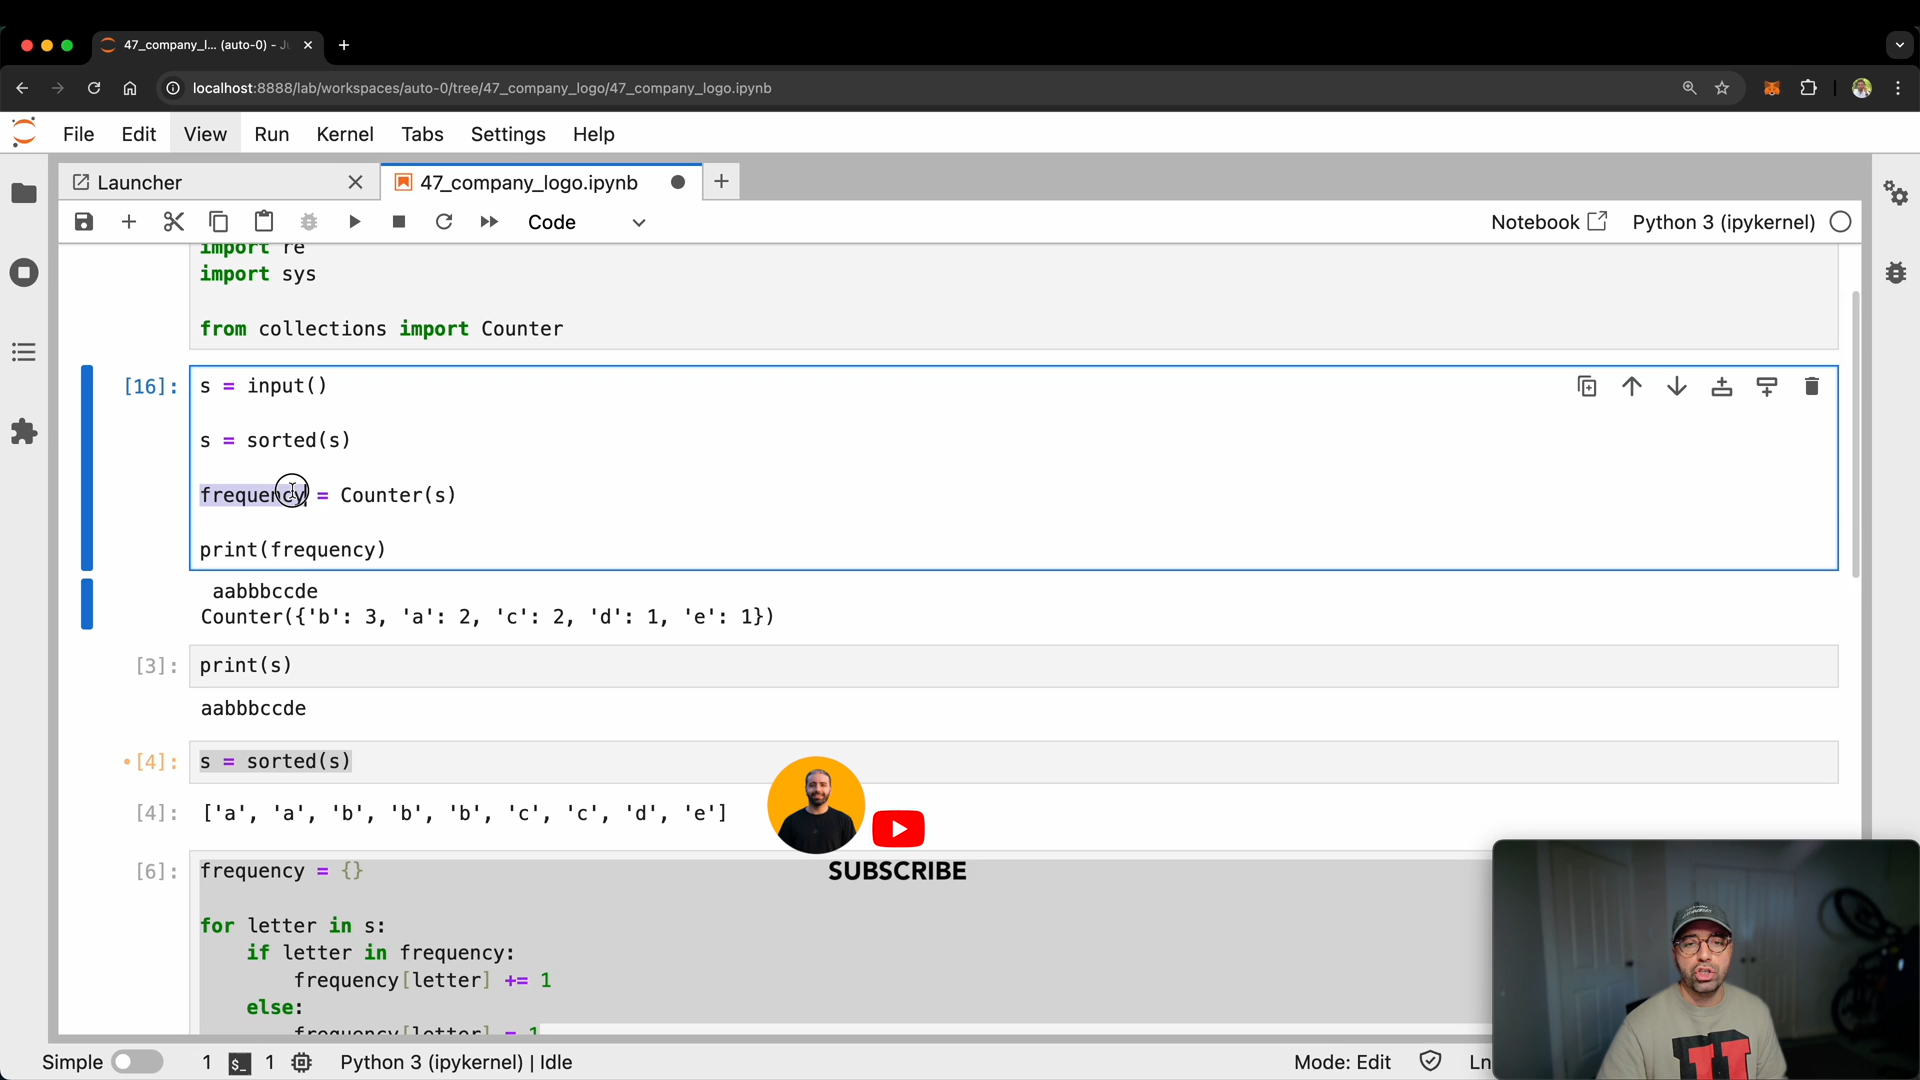 47_company_l... (auto-0) - Ju
localhost:8888/lab/workspaces/auto-0/tree/47_company_logo/47_company_logo.ipynb
File Edit View Run Kernel Tabs Settings Help
Launcher
47_company_logo.ipynb
Code
Notebook
Python 3 (ipykernel)
import re
import sys
from collections import Counter
[16]:
s = input()
s = sorted(s)
frequency = Counter(s)
print(frequency)
aabbbccde
Counter({'b': 3, 'a': 2, 'c': 2, 'd': 1, 'e': 1})
[3]:
print(s)
aabbbccde
[4]:
s = sorted(s)
[4]:
['a', 'a', 'b', 'b', 'b', 'c', 'c', 'd', 'e']
SUBSCRIBE
[6]:
frequency = {}
for letter in s:
if letter in frequency:
frequency[letter] += 1
else:
frequency[letter] = 1
Simple
1
$_
1
Python 3 (ipykernel) | Idle
Mode: Edit
Ln